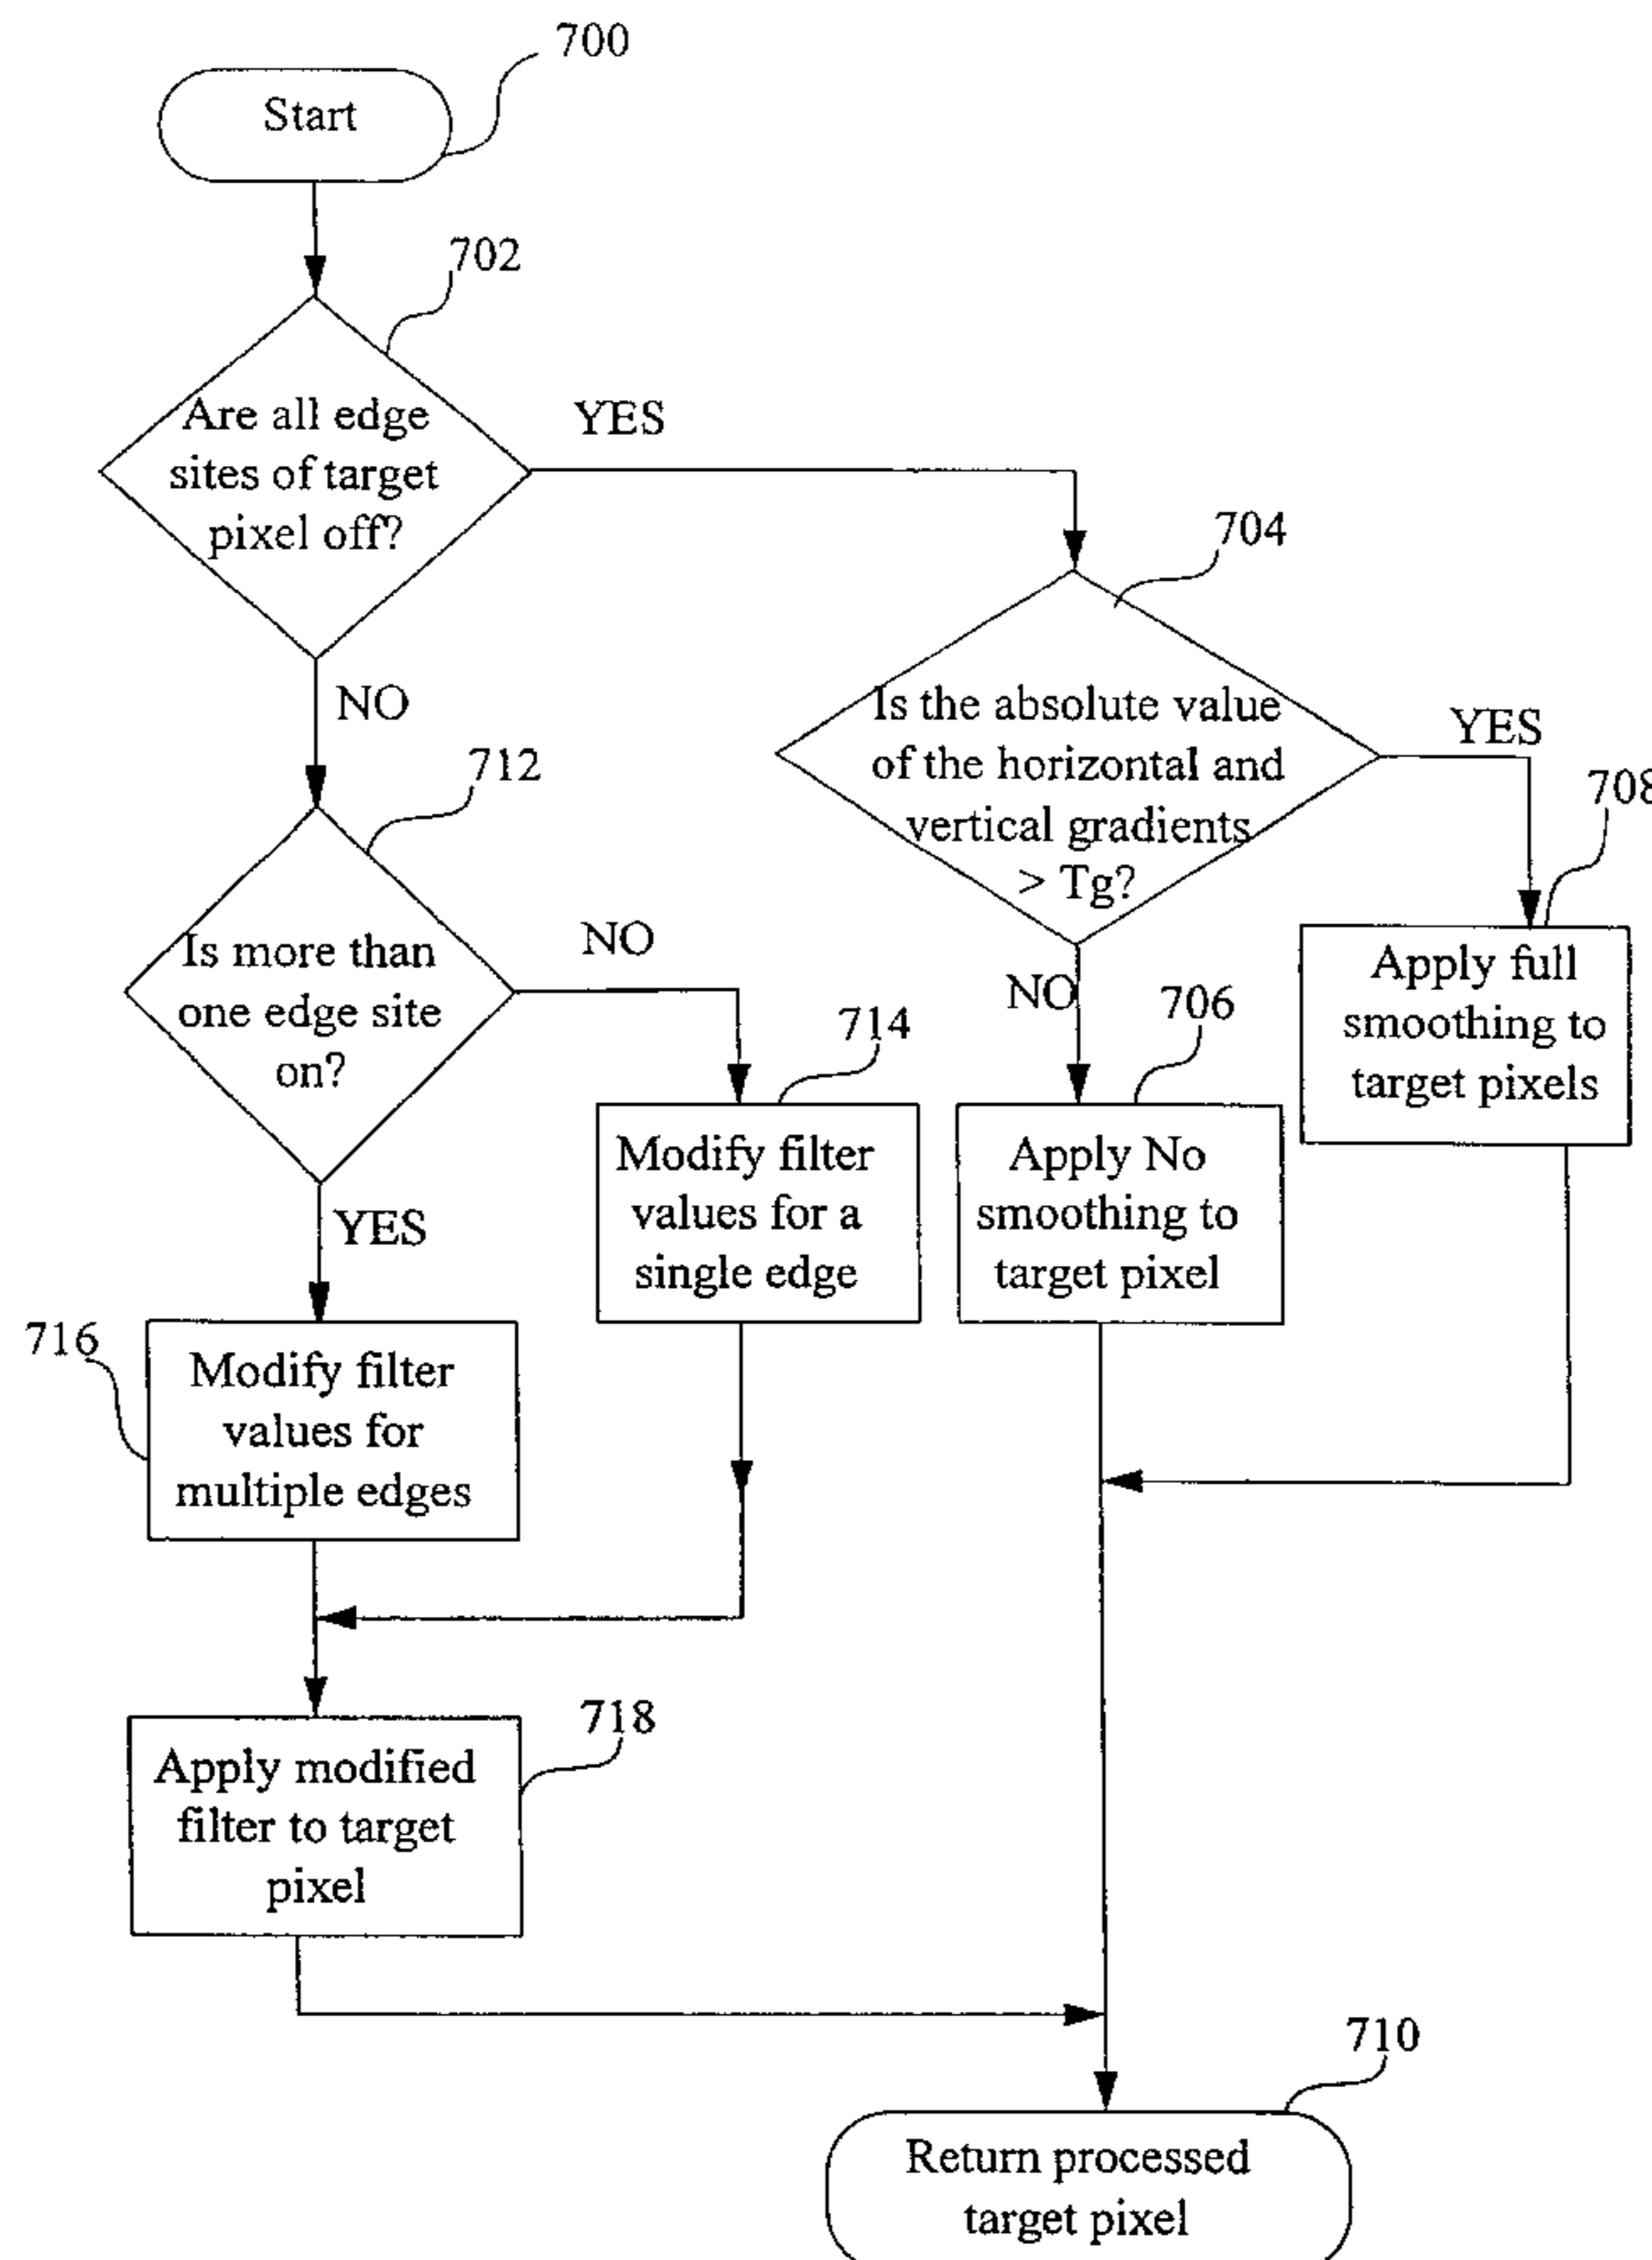 700
Start
702
Are all edge
sites of target
pixel off?
YES
NO
704
Is the absolute value
of the horizontal and
vertical gradients
> Tg?
YES
NO
708
Apply full
smoothing to
target pixels
706
Apply No
smoothing to
target pixel
712
Is more than
one edge site
on?
NO
YES
714
Modify filter
values for a
single edge
716
Modify filter
values for
multiple edges
718
Apply modified
filter to target
pixel
710
Return processed
target pixel